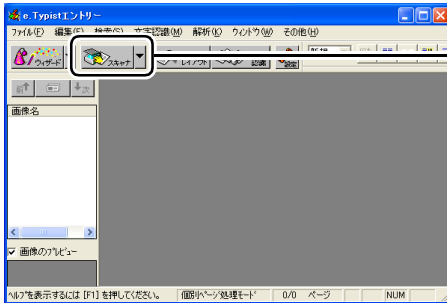 e.Typistエントリー
ファイル(F) 編集(E) 検索(S) 文字認識(M) 解析(K) ウィンドウ(W) その他(H)
ウィザード スキャナ レイアウト 認識 設定
前 次
画像名
画像のプレビュー
ヘルプを表示するには [F1] を押してください。 個別ページ処理モード 0/0 ページ NUM